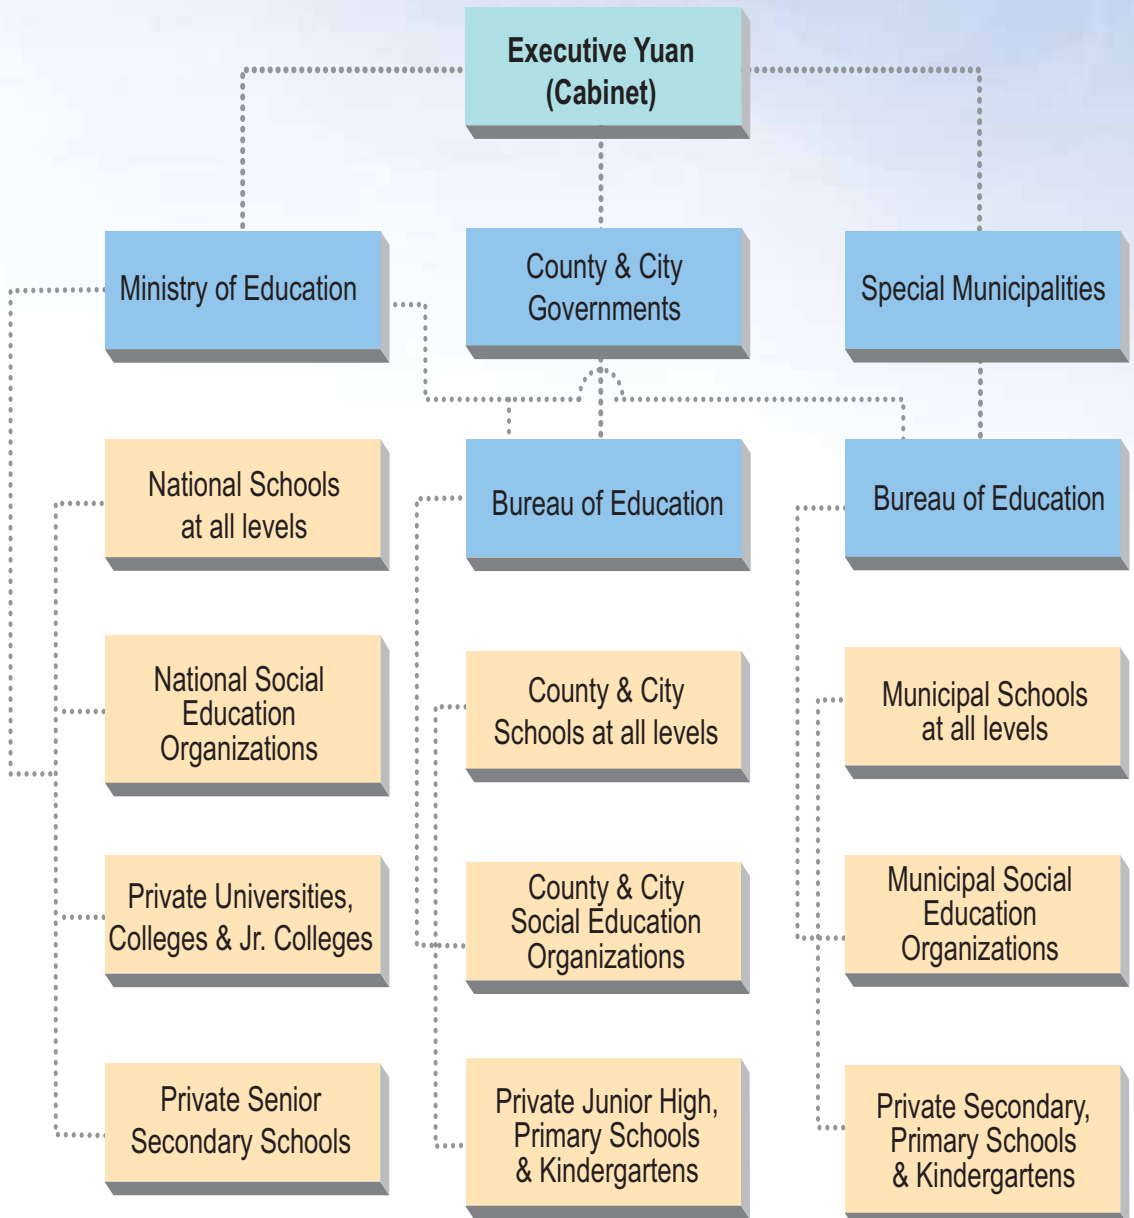 Executive Yuan
(Cabinet)
Ministry of Education
County & City
Governments
Special Municipalities
National Schools
at all levels
Bureau of Education
Bureau of Education
National Social
Education
Organizations
County & City
Schools at all levels
Municipal Schools
at all levels
Private Universities,
Colleges & Jr. Colleges
County & City
Social Education
Organizations
Municipal Social
Education
Organizations
Private Senior
Secondary Schools
Private Junior High,
Primary Schools
& Kindergartens
Private Secondary,
Primary Schools
& Kindergartens